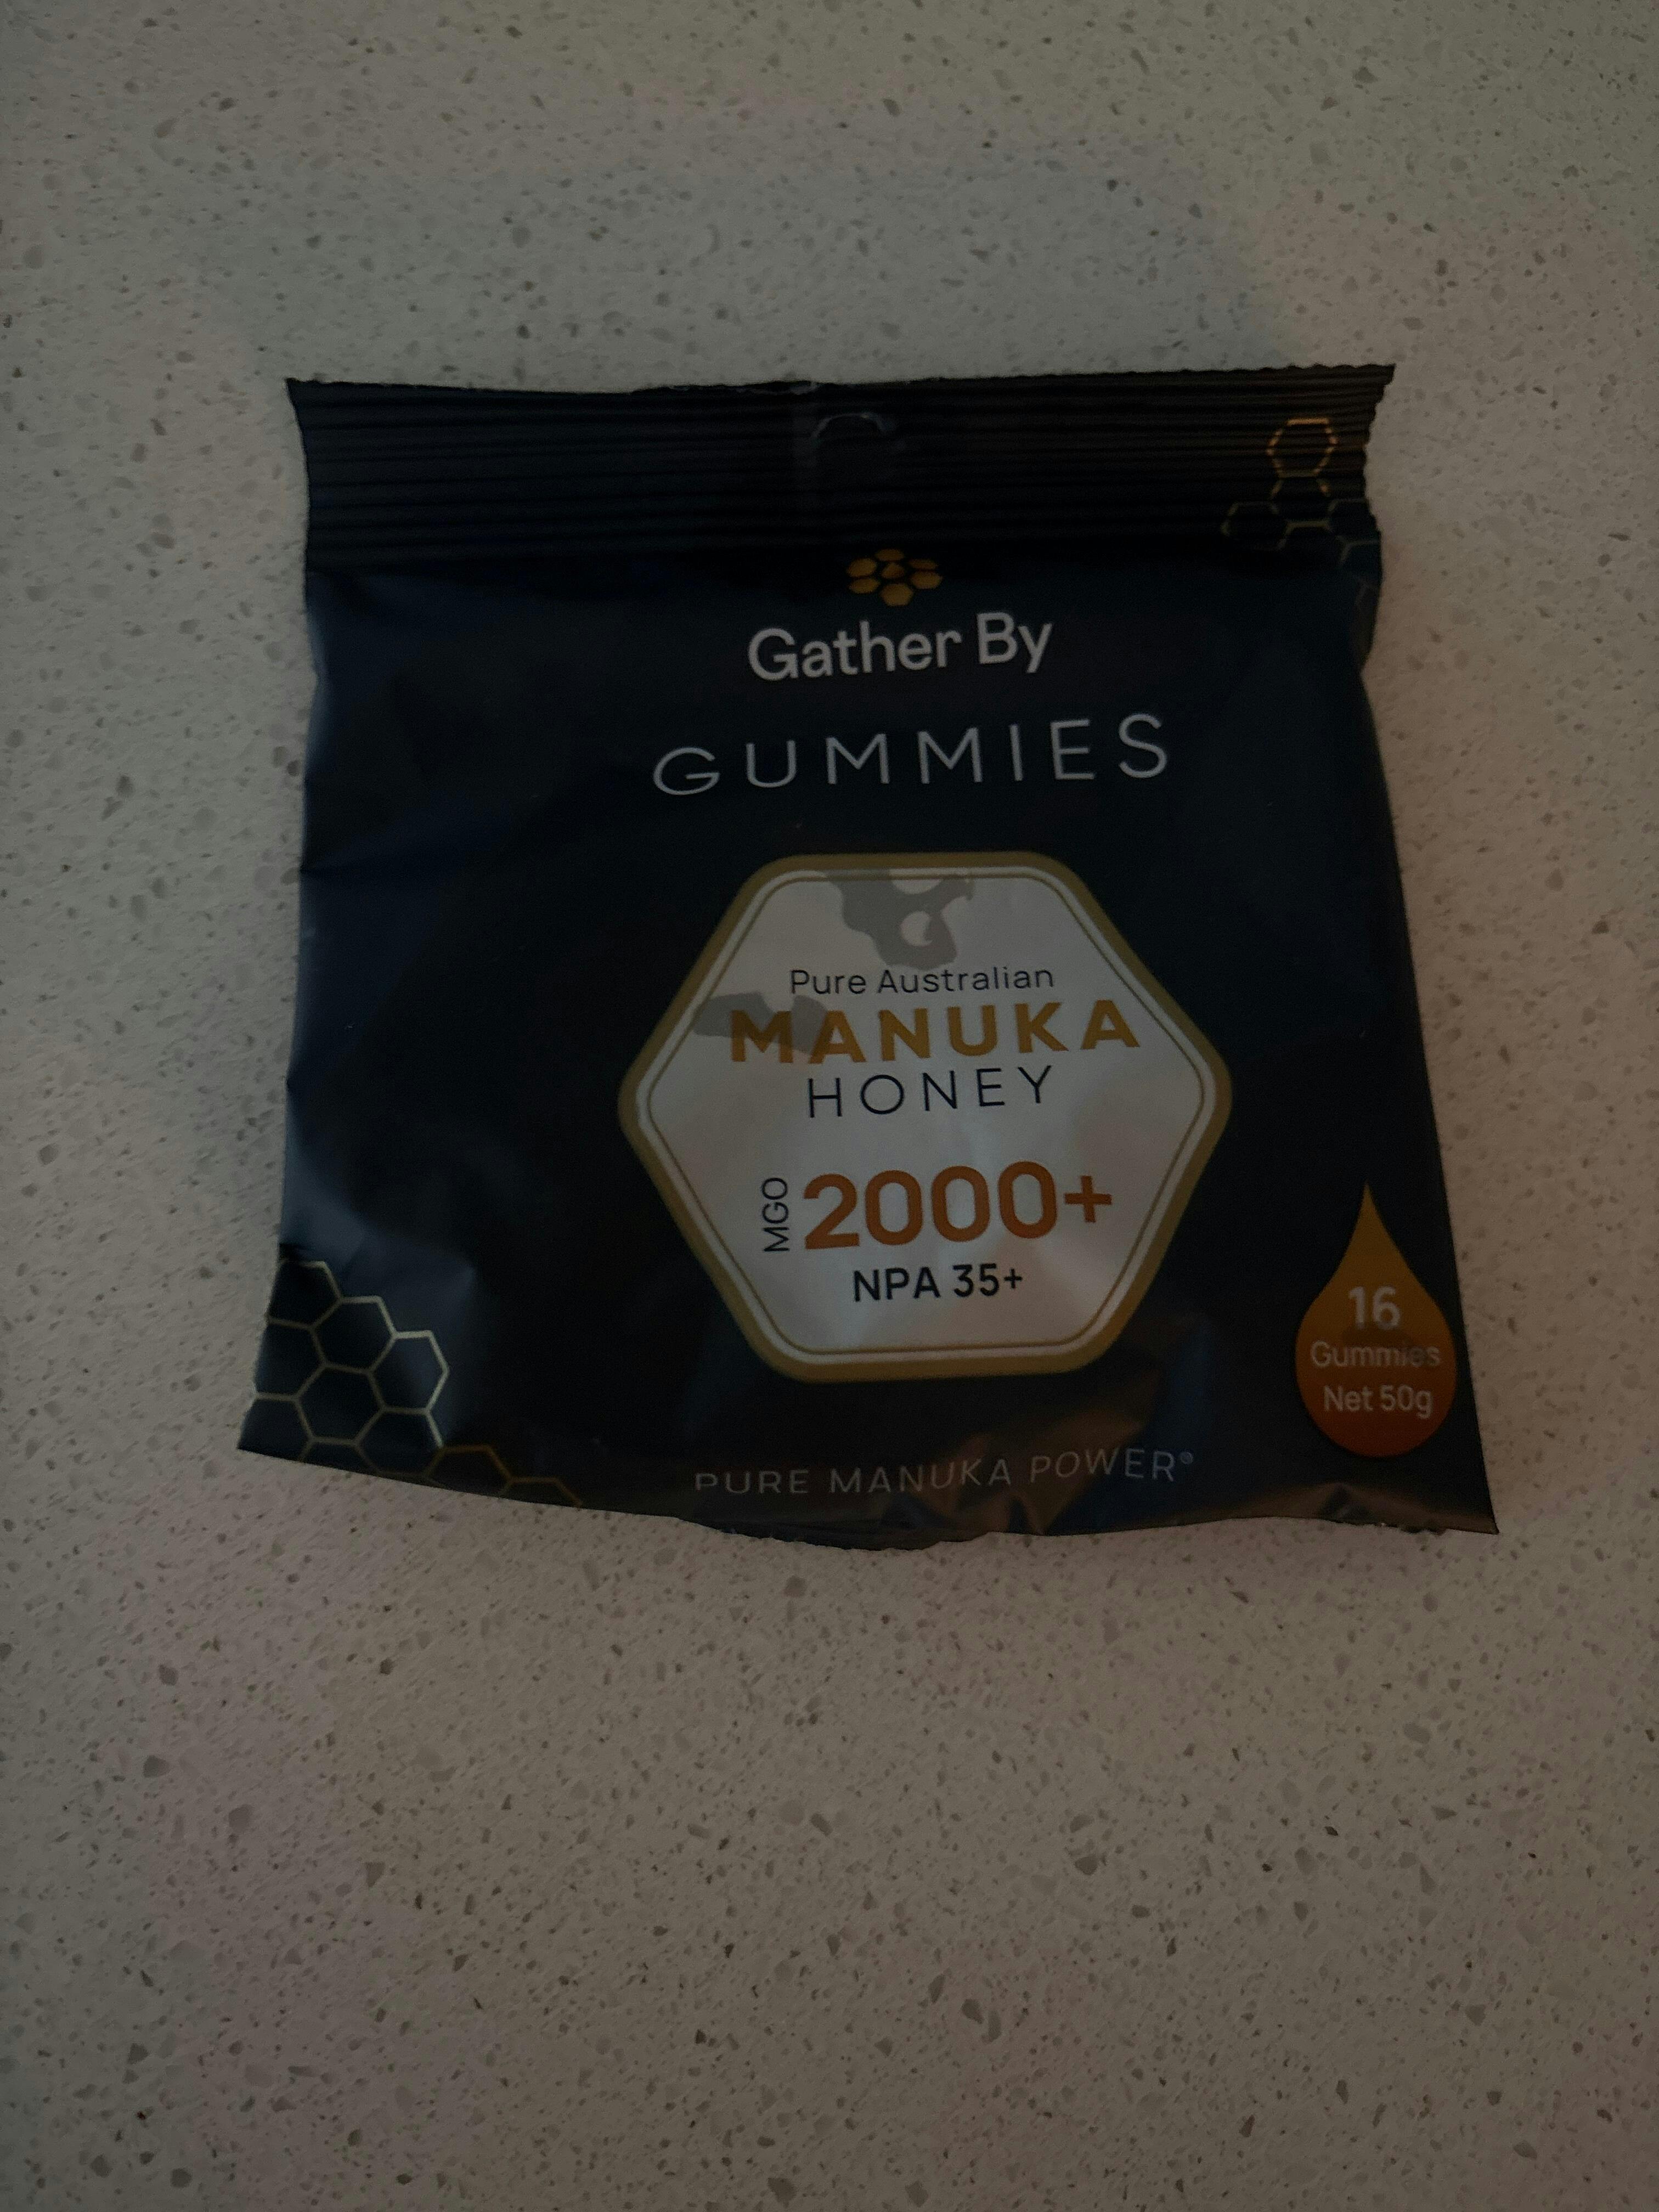 Gather By
GUMMIES
Pure Australian
MANUKA
HONEY
MGO 2000+
NPA 35+
16
Gummies
Net 50g
PURE MANUKA POWER®